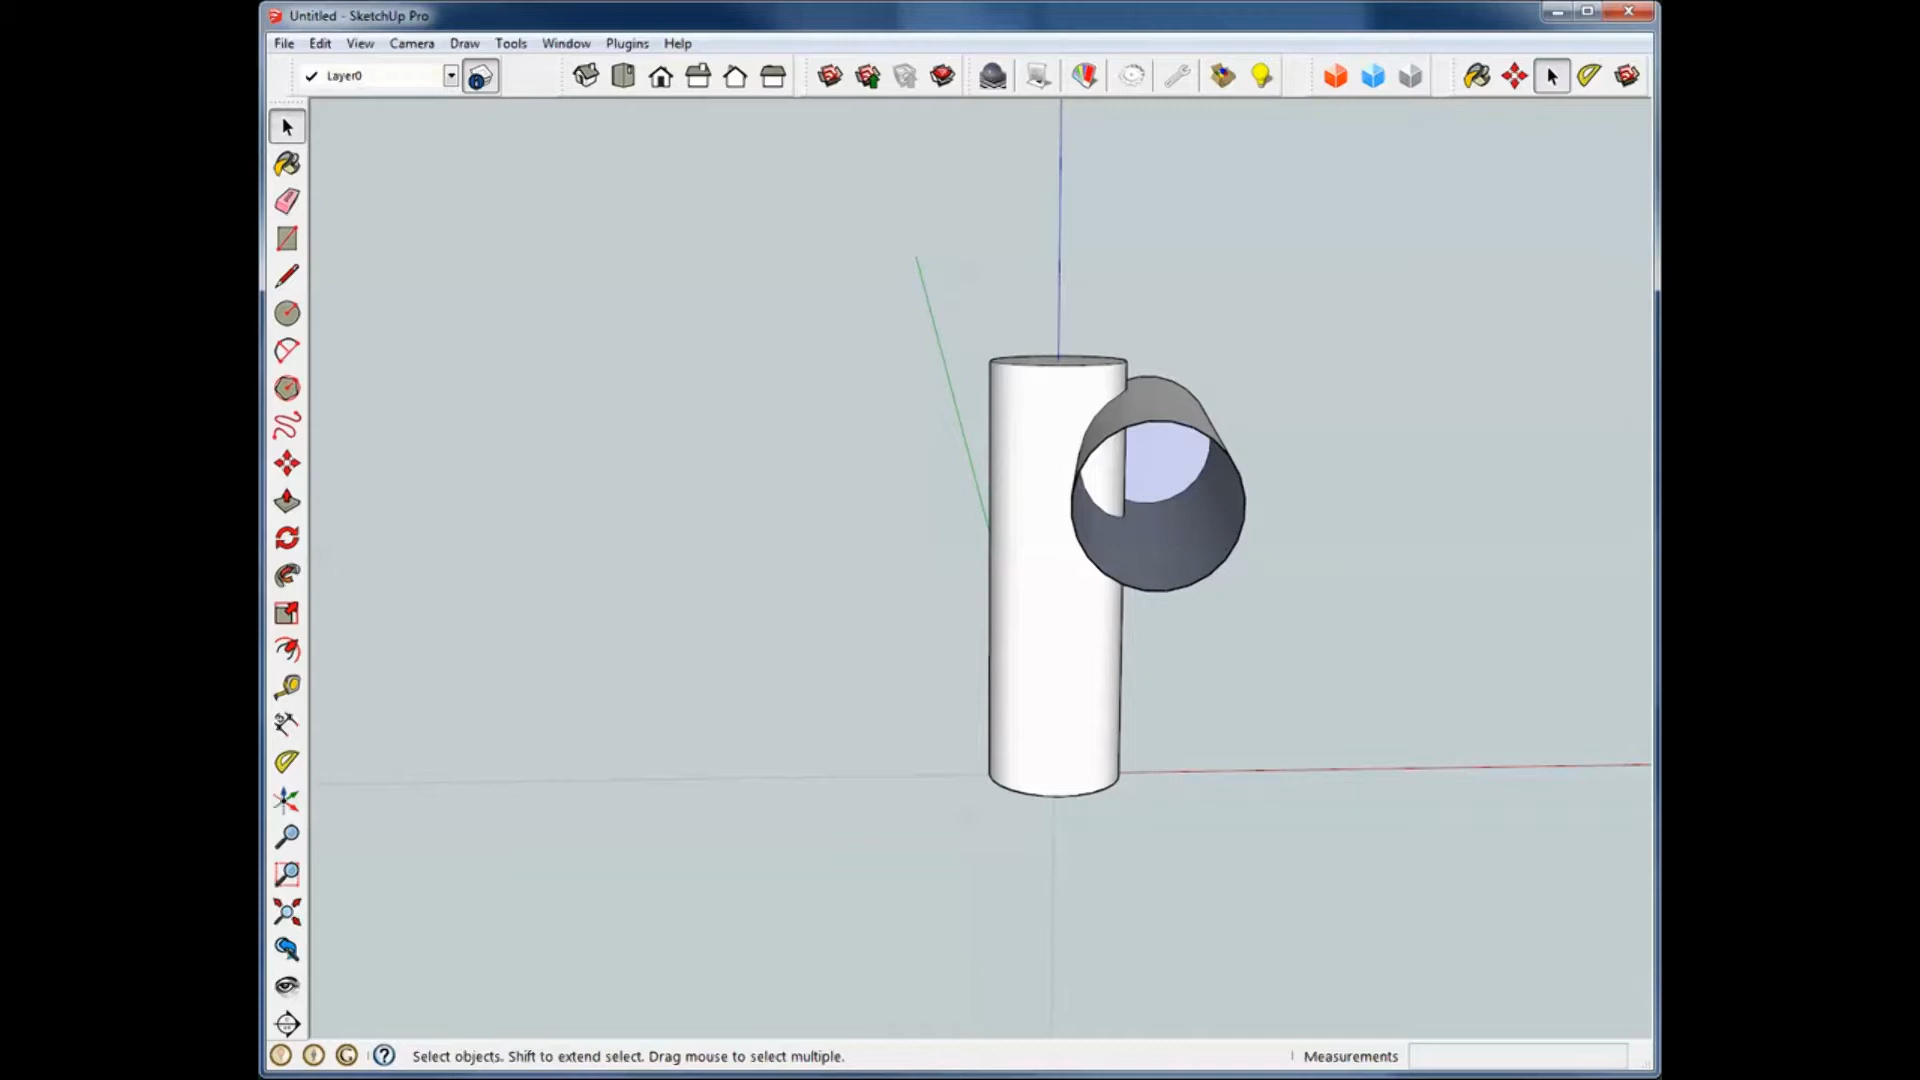 Untitled - SketchUp Pro
File Edit View Camera Draw Tools Window Plugins Help
Layer0
Select objects. Shift to extend select. Drag mouse to select multiple.
Measurements